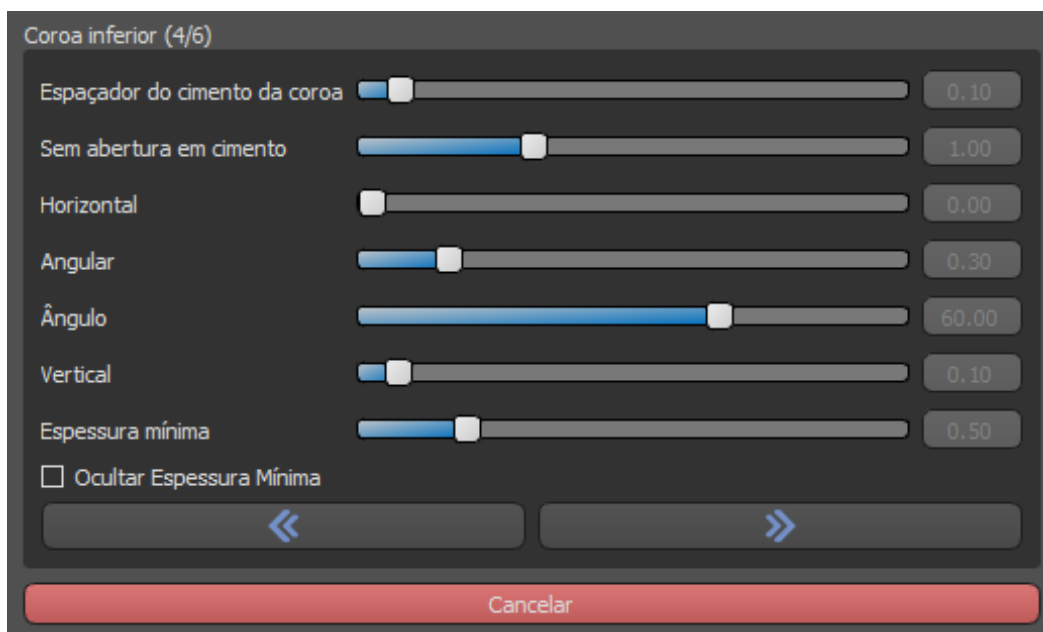 Coroa inferior (4/6)
Espaçador do cimento da coroa 0.10
Sem abertura em cimento 1.00
Horizontal 0.00
Angular 0.30
Ângulo 60.00
Vertical 0.10
Espessura mínima 0.50
Ocultar Espessura Mínima
Cancelar